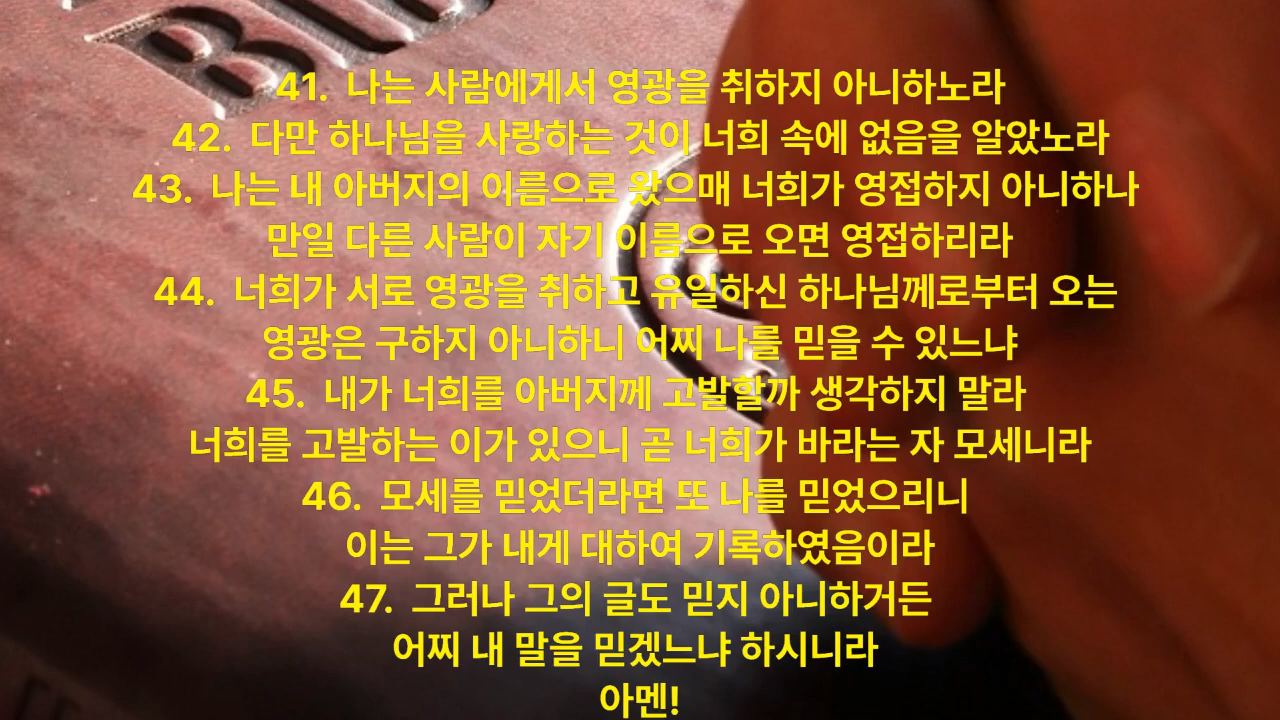 BIB
41. 나는 사람에게서 영광을 취하지 아니하노라
42. 다만 하나님을 사랑하는 것이 너희 속에 없음을 알았노라
43. 나는 내 아버지의 이름으로 왔으매 너희가 영접하지 아니하나
만일 다른 사람이 자기 이름으로 오면 영접하리라
44. 너희가 서로 영광을 취하고 유일하신 하나님께로부터 오는
영광은 구하지 아니하니 어찌 나를 믿을 수 있느냐
45. 내가 너희를 아버지께 고발할까 생각하지 말라
너희를 고발하는 이가 있으니 곧 너희가 바라는 자 모세니라
46. 모세를 믿었더라면 또 나를 믿었으리니
이는 그가 내게 대하여 기록하였음이라
47. 그러나 그의 글도 믿지 아니하거든
어찌 내 말을 믿겠느냐 하시니라
아멘!